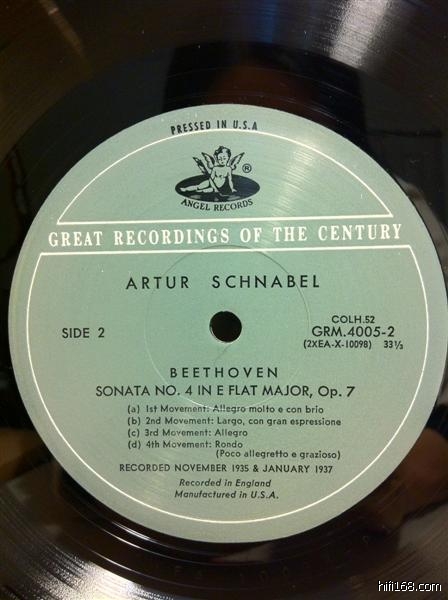 PRESSED IN U.S.A
®
ANGEL RECORDS
GREAT RECORDINGS OF THE CENTURY
ARTUR SCHNABEL
SIDE 2
COLH.52
GRM.4005-2
(2XEA-X-10098) 33⅓
BEETHOVEN
SONATA NO. 4 IN E FLAT MAJOR, Op. 7
(a) 1st Movement: Allegro molto e con brio
(b) 2nd Movement: Largo, con gran espressione
(c) 3rd Movement: Allegro
(d) 4th Movement: Rondo
(Poco allegretto e grazioso)
RECORDED NOVEMBER 1935 & JANUARY 1937
Recorded in England
Manufactured in U.S.A.
hifi168.com